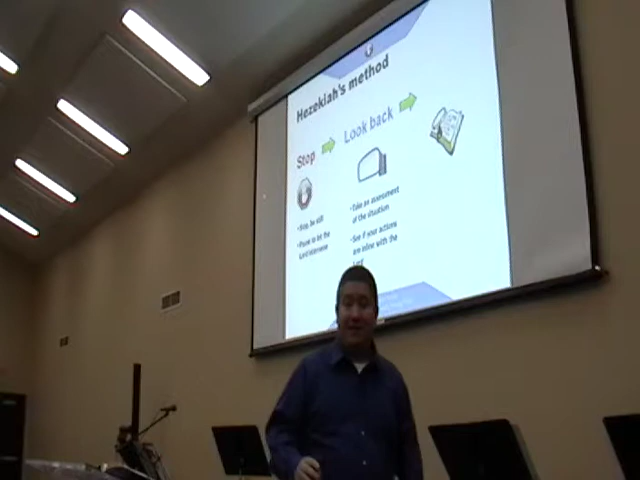 Hezekiah's method
Stop
Look back
•Stop, be still
•Pause to let the
Lord intervene
•Take an assessment
of the situation
•See if your actions
are inline with the